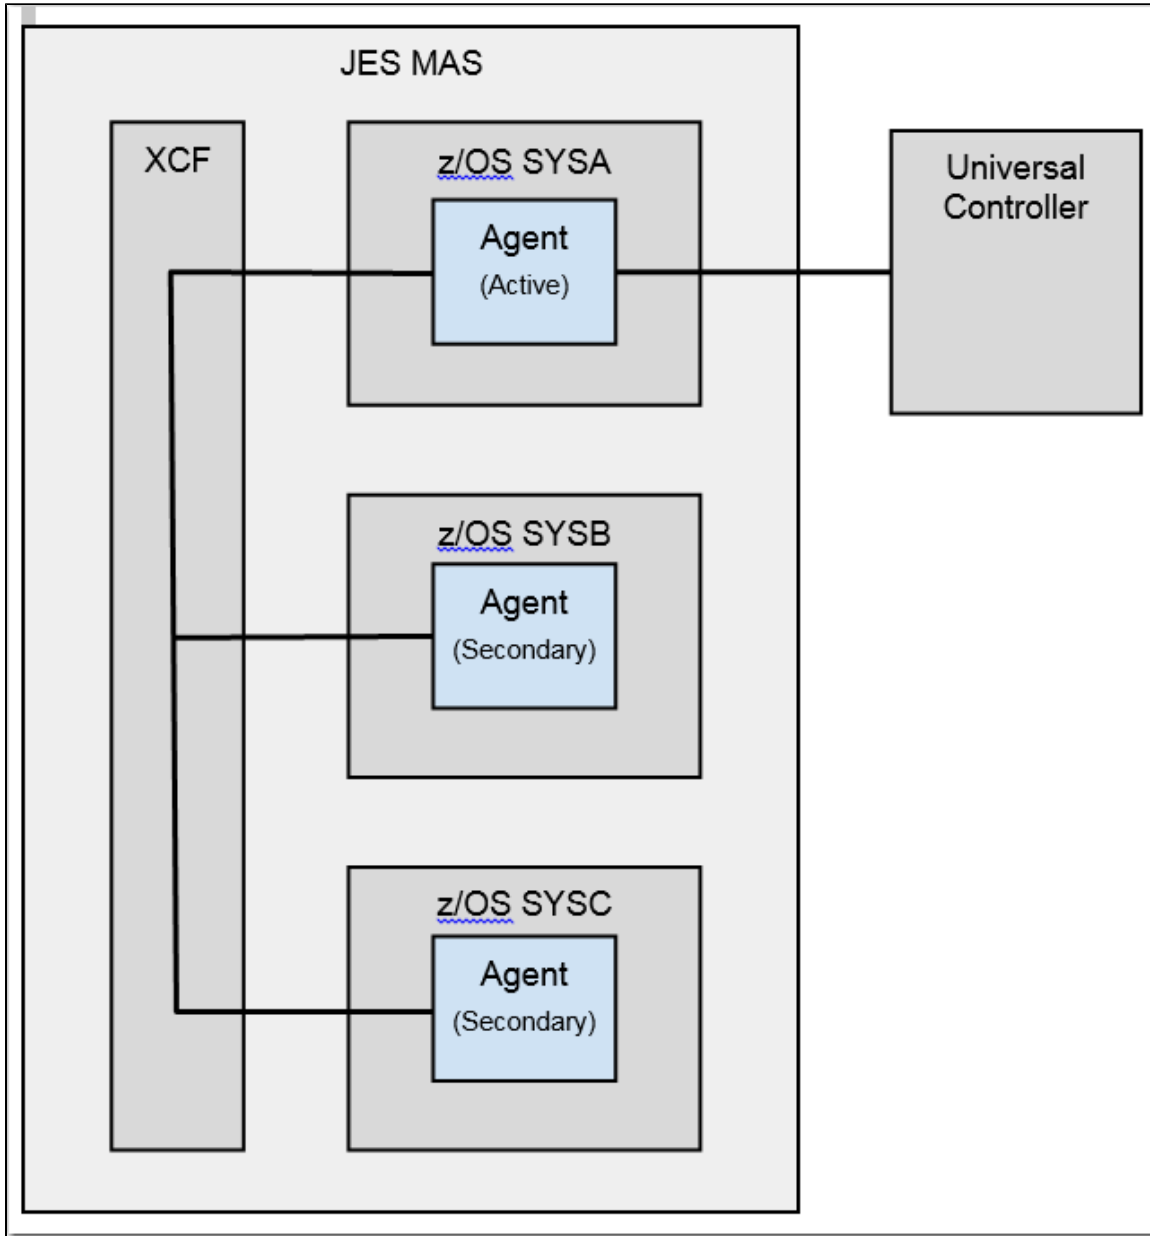 JES MAS
XCF
z/OS SYSA
Agent
(Active)
Universal
Controller
z/OS SYSB
Agent
(Secondary)
z/OS SYSC
Agent
(Secondary)